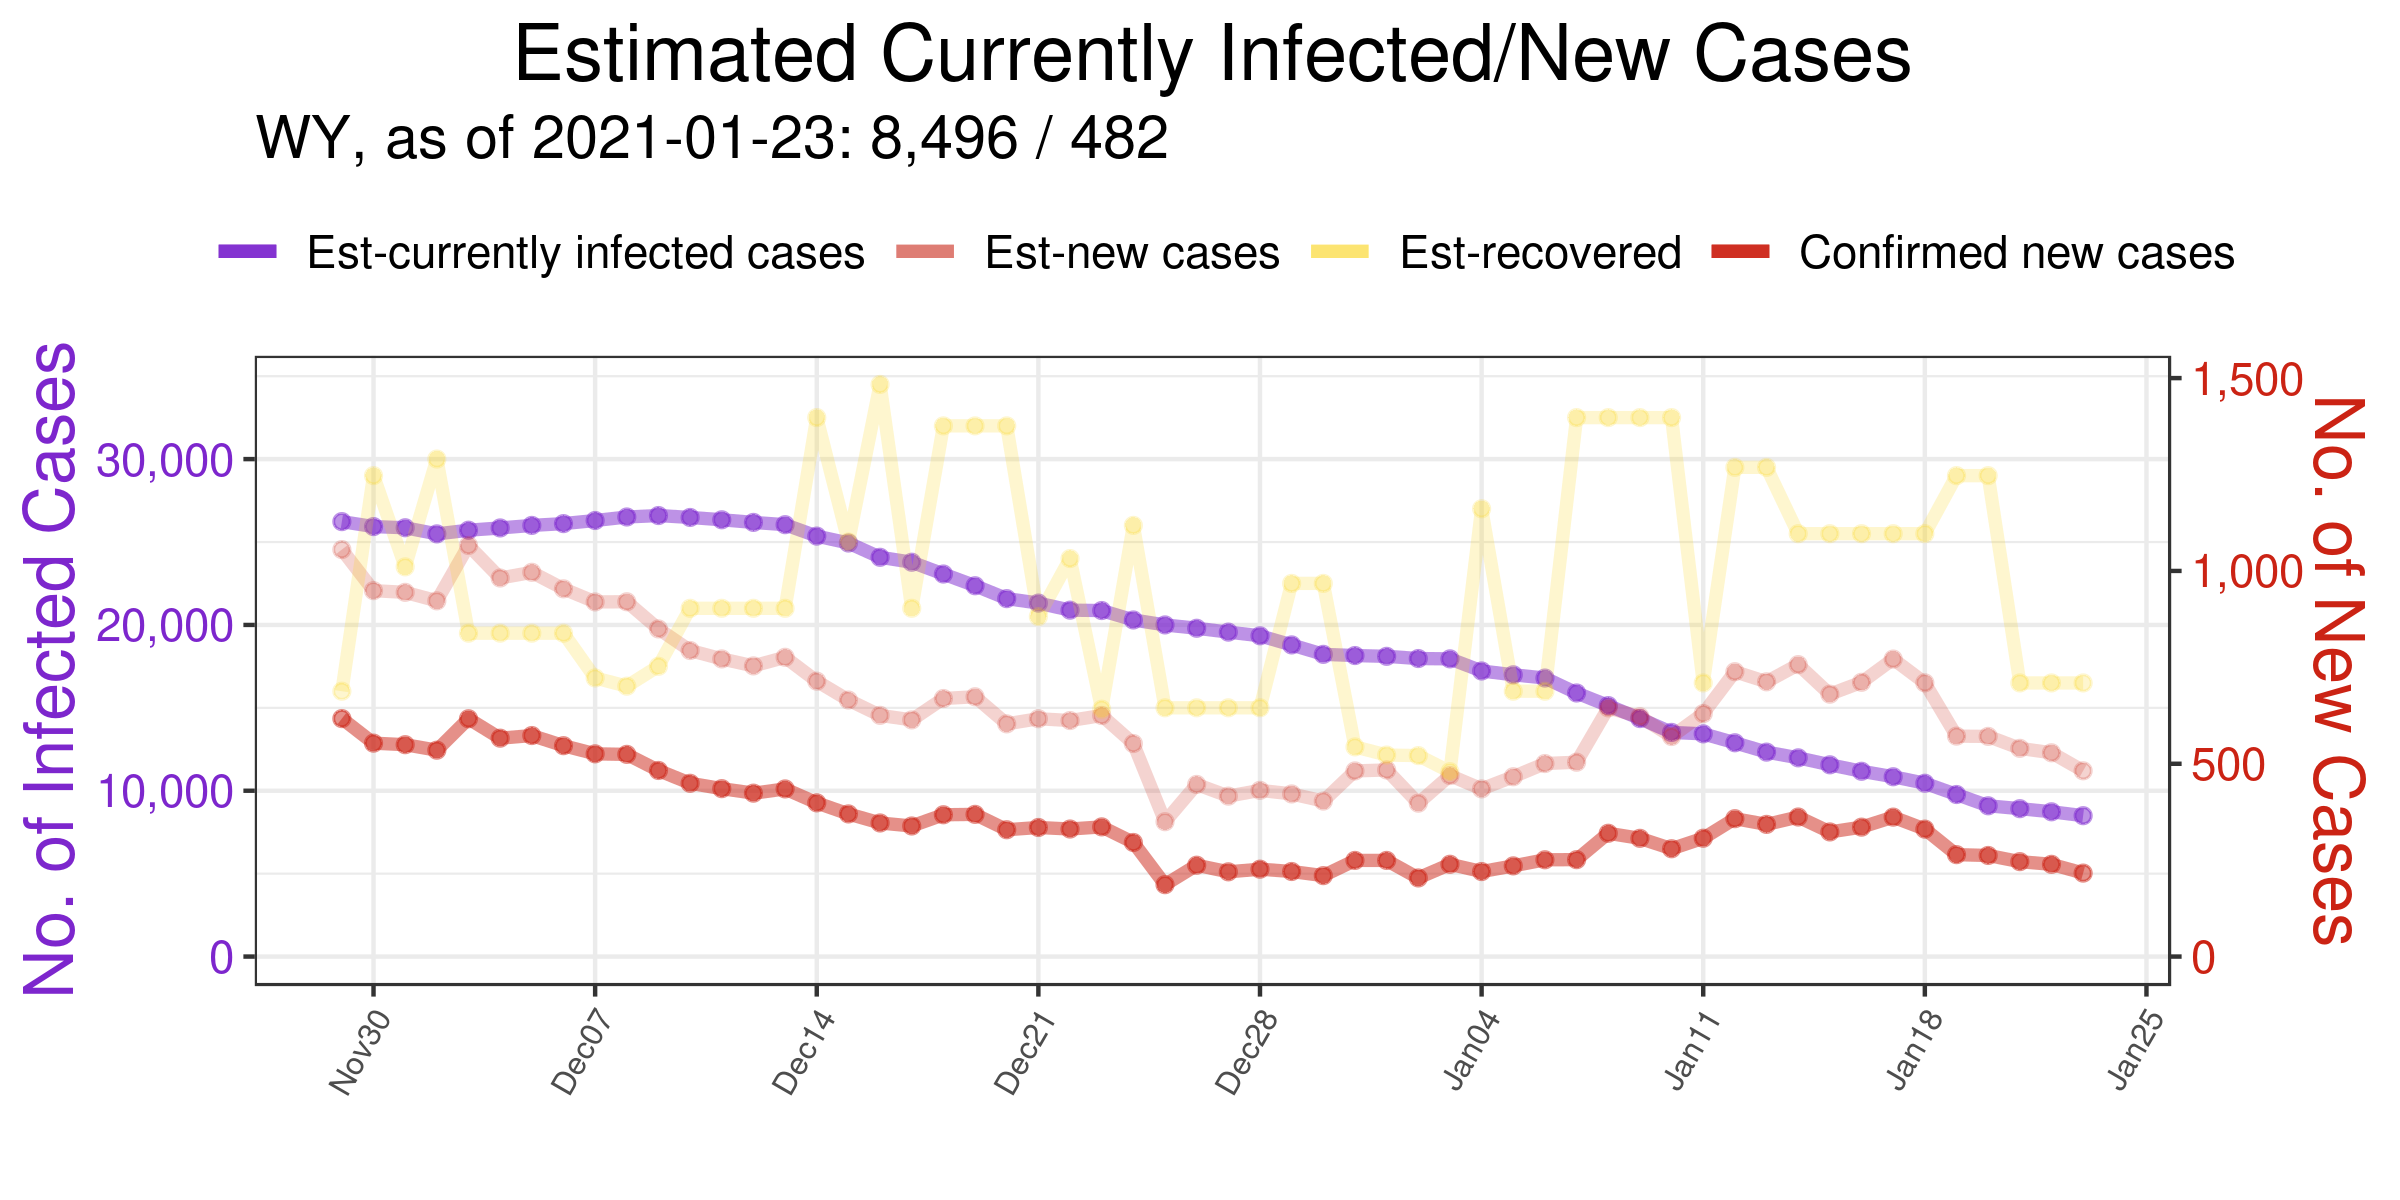 Estimated Currently Infected/New Cases
WY, as of 2021-01-23: 8,496 / 482
Est-currently infected cases Est-new cases Est-recovered Confirmed new cases
No. of Infected Cases
30,000
20,000
10,000
0
1,500
1,000
500
0
No. of New Cases
Nov30 Dec07 Dec14 Dec21 Dec28 Jan04 Jan11 Jan18 Jan25